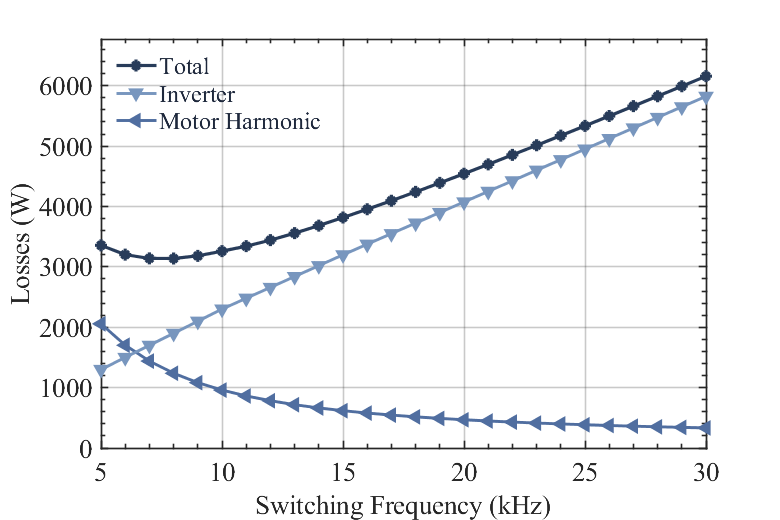 Total
Inverter
Motor Harmonic
6000
5000
4000
3000
2000
1000
0
Losses (W)
5 10 15 20 25 30
Switching Frequency (kHz)